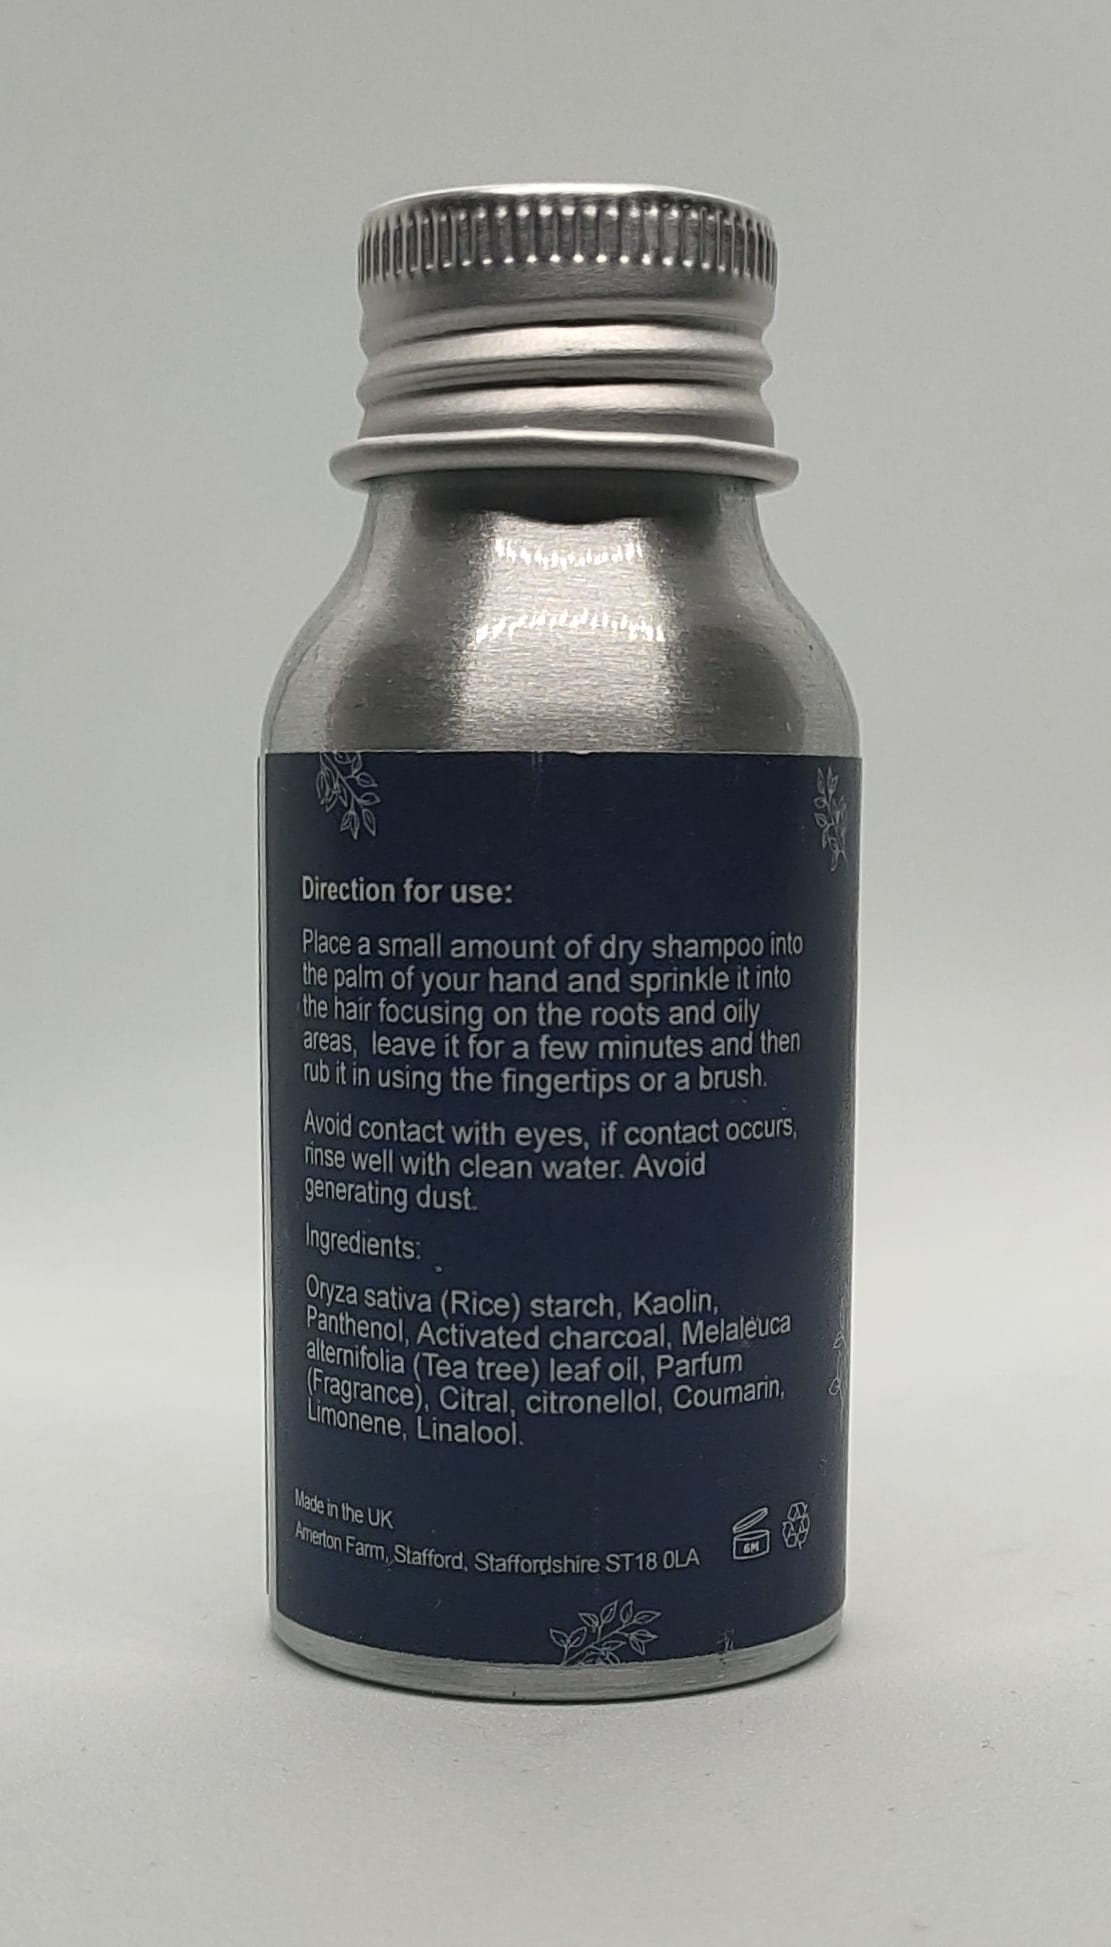 Direction for use:
Place a small amount of dry shampoo into
the palm of your hand and sprinkle it into
the hair focusing on the roots and oily
areas, leave it for a few minutes and then
rub it in using the fingertips or a brush.
Avoid contact with eyes, if contact occurs,
rinse well with clean water. Avoid
generating dust.
Ingredients:
Oryza sativa (Rice) starch, Kaolin,
Panthenol, Activated charcoal, Melaleuca
alternifolia (Tea tree) leaf oil, Parfum
(Fragrance), Citral, citronellol, Coumarin,
Limonene, Linalool.
Made in the UK
Amerton Farm, Stafford, Staffordshire ST18 0LA
6M